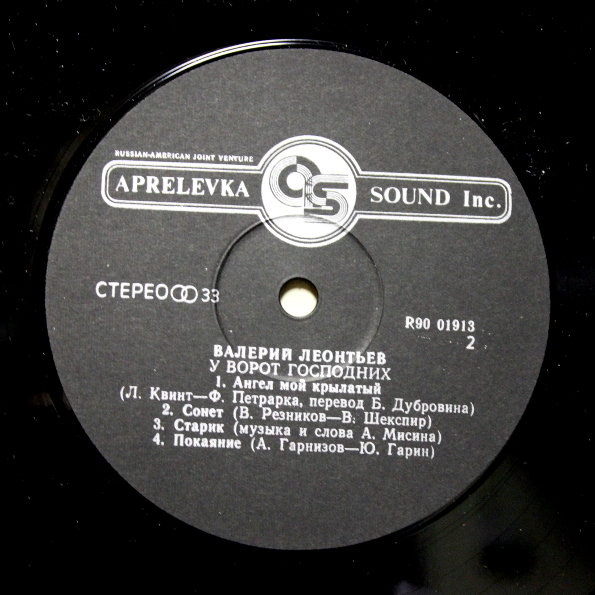 RUSSIAN-AMERICAN JOINT VENTURE
APRELEVKA SOUND Inc.
СТЕРЕО 33
R90 01913
2
ВАЛЕРИЙ ЛЕОНТЬЕВ
У ВОРОТ ГОСПОДНИХ
1. Ангел мой крылатый
(Л. Квинт—Ф. Петрарка, перевод Б. Дубровина)
2. Сонет (В. Резников—В. Шекспир)
3. Старик (музыка и слова А. Мисина)
4. Покаяние (А. Гарнизов—Ю. Гарин)